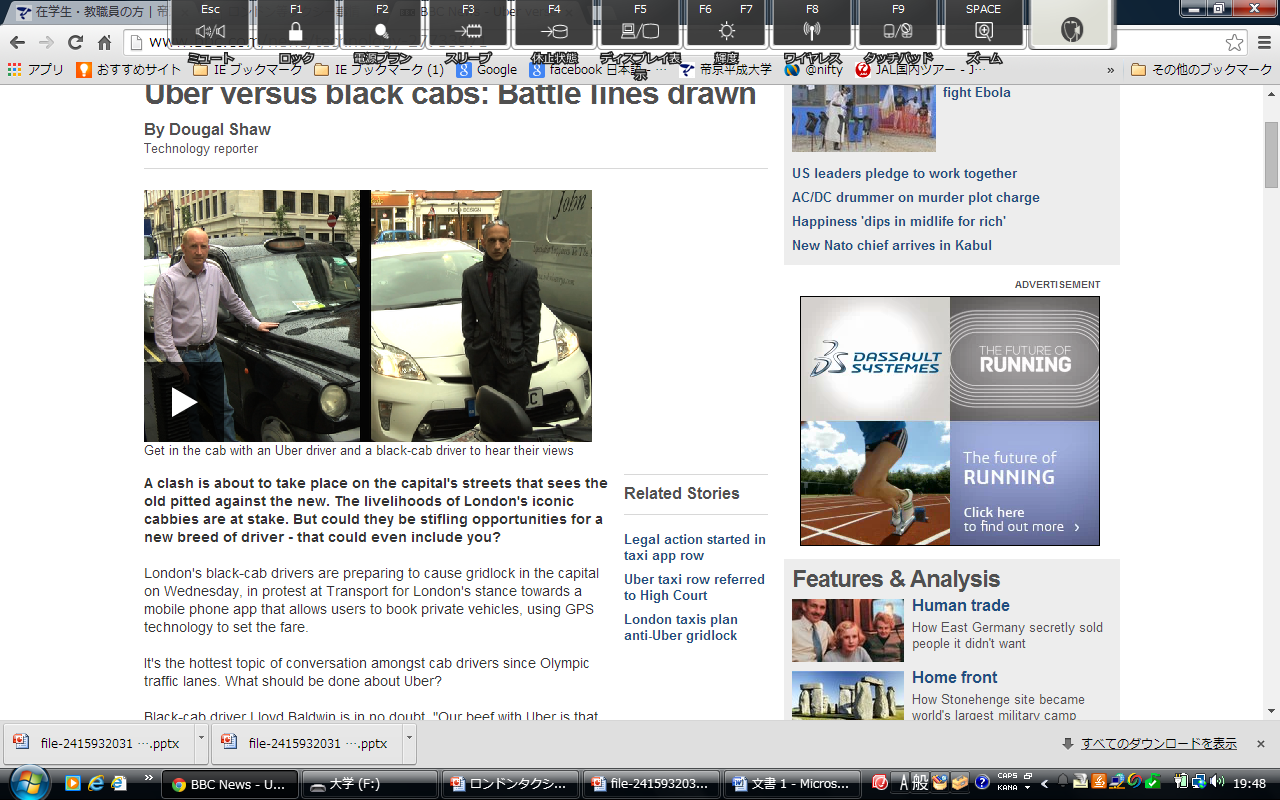 Esc F1 F2 F3 F4 F5 F6 F7 F8 F9 SPACE
ミュート ロック 電源プラン スリープ 休止状態 ディスプレイ表示 輝度 ワイヤレス タッチパッド ズーム
在学生・教職員の方 | 帝
アプリ おすすめサイト IE ブックマーク IE ブックマーク (1) Google facebook 日本語… 帝京平成大学 @nifty JAL国内ツアー - J… » その他のブックマーク
Uber versus black cabs: Battle lines drawn
By Dougal Shaw
Technology reporter
Get in the cab with an Uber driver and a black-cab driver to hear their views
A clash is about to take place on the capital's streets that sees the
old pitted against the new. The livelihoods of London's iconic
cabbies are at stake. But could they be stifling opportunities for a
new breed of driver - that could even include you?
London's black-cab drivers are preparing to cause gridlock in the capital
on Wednesday, in protest at Transport for London's stance towards a
mobile phone app that allows users to book private vehicles, using GPS
technology to set the fare.
It's the hottest topic of conversation amongst cab drivers since Olympic
traffic lanes. What should be done about Uber?
Black-cab driver Lloyd Baldwin is in no doubt. "Our beef with Uber is that
Related Stories
Legal action started in
taxi app row
Uber taxi row referred
to High Court
London taxis plan
anti-Uber gridlock
fight Ebola
US leaders pledge to work together
AC/DC drummer on murder plot charge
Happiness 'dips in midlife for rich'
New Nato chief arrives in Kabul
ADVERTISEMENT
DASSAULT
SYSTEMES
THE FUTURE OF
RUNNING
The future of
RUNNING
Click here
to find out more ›
Features & Analysis
Human trade
How East Germany secretly sold
people it didn't want
Home front
How Stonehenge site became
world's largest military camp
file-2415932031 ….pptx file-2415932031 ….pptx すべてのダウンロードを表示
BBC News - U… 大学 (F:) ロンドンタクシ… file-241593203… 文書 1 - Micros… A 般 CAPS KANA 19:48